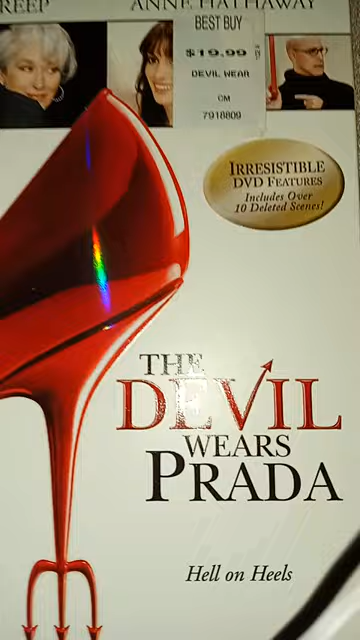 REEP ANNE HATHAWAY
BEST BUY
$19.99
DEVIL WEAR
CM
7918809
IRRESISTIBLE
DVD FEATURES
Includes Over
10 Deleted Scenes!
THE
DEVIL
WEARS
PRADA
Hell on Heels